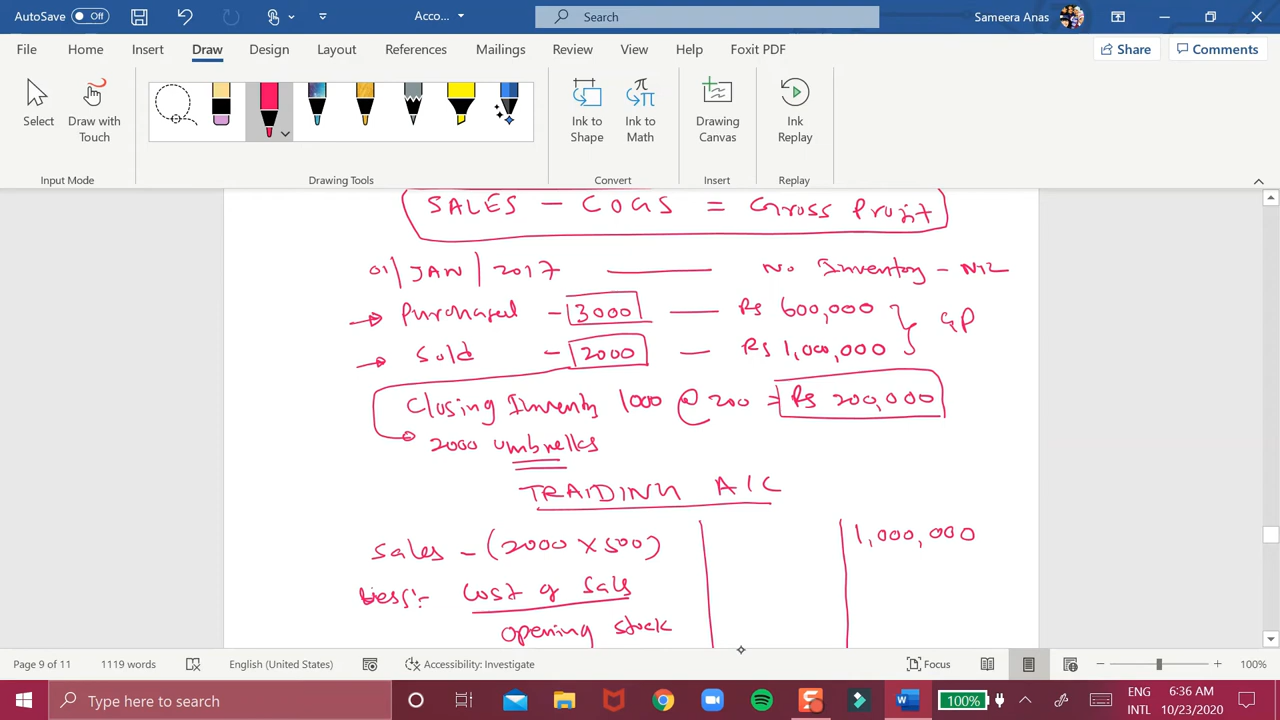 AutoSave Off Acco... Search Sameera Anas
File Home Insert Draw Design Layout References Mailings Review View Help Foxit PDF Share Comments
Select Draw with Touch Ink to Shape Ink to Math Drawing Canvas Ink Replay
Input Mode Drawing Tools Convert Insert Replay
SALES - COGS = Gross Profit
01/JAN/2017 —— No Inventory - NIL
Purchased - 3000 — Rs 600,000
GP
Sold - 2000 — Rs 1,000,000
Closing Inventy 1000 @ 200 = Rs 200,000
2000 umbrellas
TRAIDING A/C
Sales - (2000 X 500) 1,000,000
Less:- Cost of Sals
opening stock
Page 9 of 11 1119 words English (United States) Accessibility: Investigate Focus 100%
Type here to search 100% ENG INTL 6:36 AM 10/23/2020